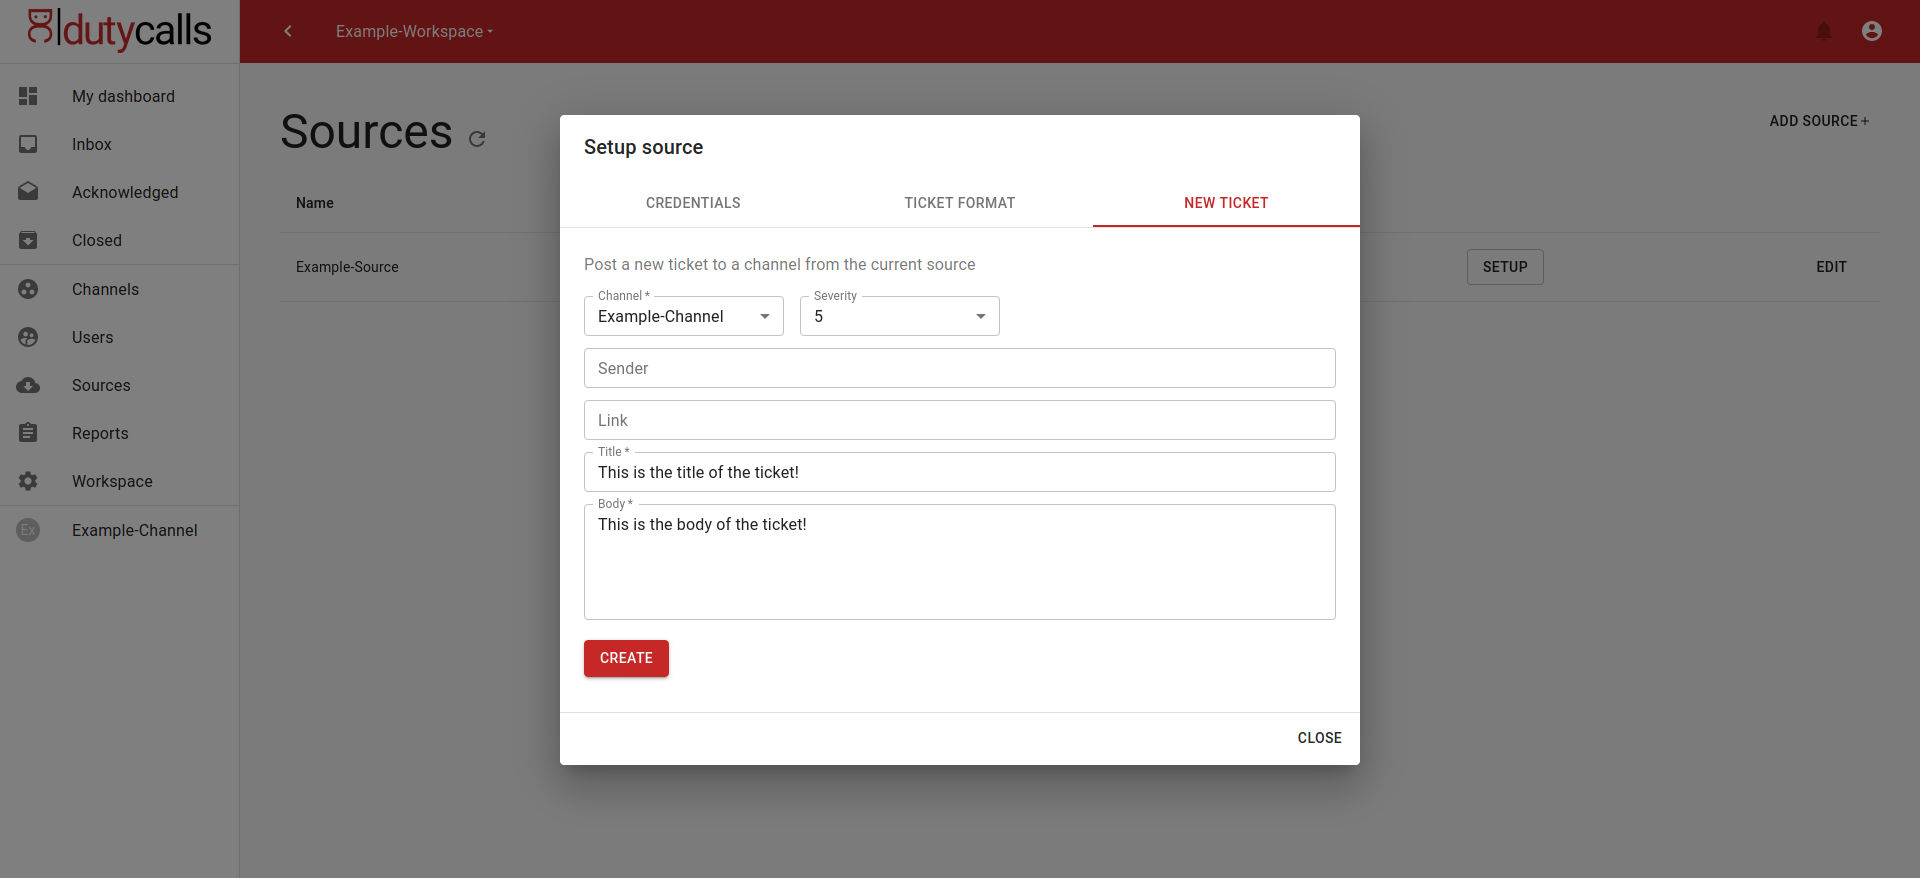 dutycalls
Example-Workspace
My dashboard
Inbox
Acknowledged
Closed
Channels
Users
Sources
Reports
Workspace
Ex
Example-Channel
Sources
ADD SOURCE+
Name
Example-Source
SETUP
EDIT
Setup source
CREDENTIALS
TICKET FORMAT
NEW TICKET
Post a new ticket to a channel from the current source
Channel *
Example-Channel
Severity
5
Sender
Link
Title *
This is the title of the ticket!
Body *
This is the body of the ticket!
CREATE
CLOSE